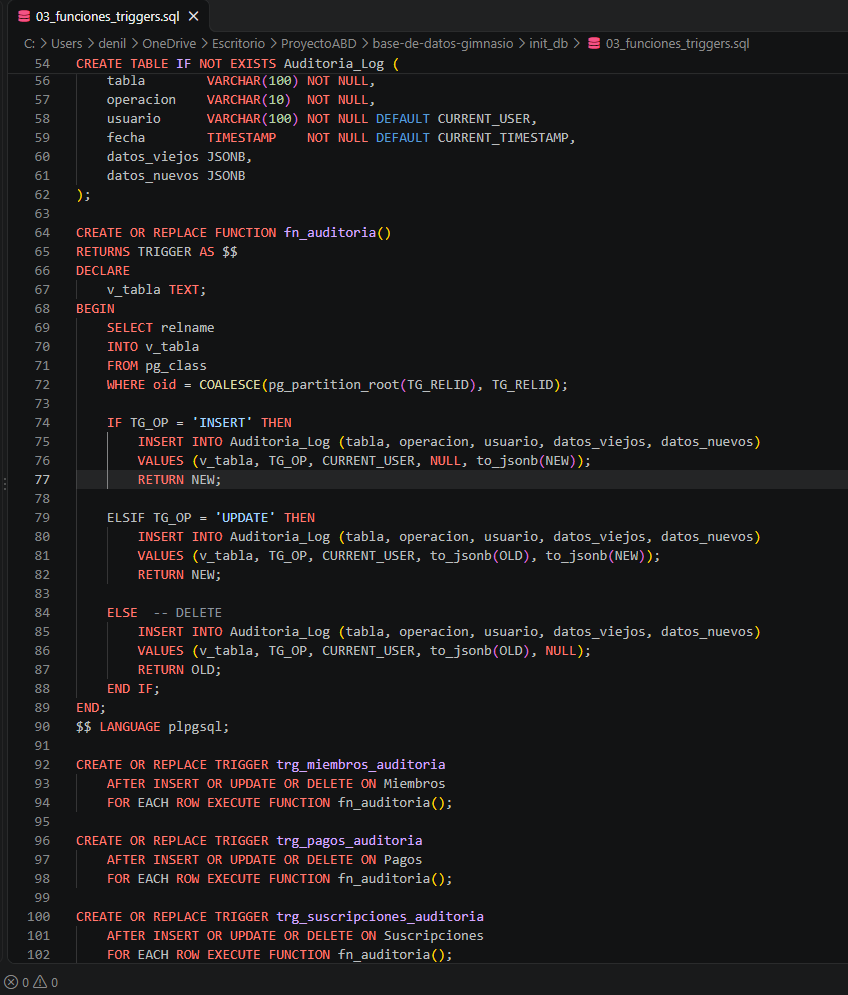 03_funciones_triggers.sql
C: > Users > denil > OneDrive > Escritorio > ProyectoABD > base-de-datos-gimnasio > init_db > 03_funciones_triggers.sql
54 CREATE TABLE IF NOT EXISTS Auditoria_Log (
56     tabla        VARCHAR(100) NOT NULL,
57     operacion    VARCHAR(10)  NOT NULL,
58     usuario      VARCHAR(100) NOT NULL DEFAULT CURRENT_USER,
59     fecha        TIMESTAMP    NOT NULL DEFAULT CURRENT_TIMESTAMP,
60     datos_viejos JSONB,
61     datos_nuevos JSONB
62 );
63
64 CREATE OR REPLACE FUNCTION fn_auditoria()
65 RETURNS TRIGGER AS $$
66 DECLARE
67     v_tabla TEXT;
68 BEGIN
69     SELECT relname
70     INTO v_tabla
71     FROM pg_class
72     WHERE oid = COALESCE(pg_partition_root(TG_RELID), TG_RELID);
73
74     IF TG_OP = 'INSERT' THEN
75         INSERT INTO Auditoria_Log (tabla, operacion, usuario, datos_viejos, datos_nuevos)
76         VALUES (v_tabla, TG_OP, CURRENT_USER, NULL, to_jsonb(NEW));
77         RETURN NEW;
78
79     ELSIF TG_OP = 'UPDATE' THEN
80         INSERT INTO Auditoria_Log (tabla, operacion, usuario, datos_viejos, datos_nuevos)
81         VALUES (v_tabla, TG_OP, CURRENT_USER, to_jsonb(OLD), to_jsonb(NEW));
82         RETURN NEW;
83
84     ELSE  -- DELETE
85         INSERT INTO Auditoria_Log (tabla, operacion, usuario, datos_viejos, datos_nuevos)
86         VALUES (v_tabla, TG_OP, CURRENT_USER, to_jsonb(OLD), NULL);
87         RETURN OLD;
88     END IF;
89 END;
90 $$ LANGUAGE plpgsql;
91
92 CREATE OR REPLACE TRIGGER trg_miembros_auditoria
93     AFTER INSERT OR UPDATE OR DELETE ON Miembros
94     FOR EACH ROW EXECUTE FUNCTION fn_auditoria();
95
96 CREATE OR REPLACE TRIGGER trg_pagos_auditoria
97     AFTER INSERT OR UPDATE OR DELETE ON Pagos
98     FOR EACH ROW EXECUTE FUNCTION fn_auditoria();
99
100 CREATE OR REPLACE TRIGGER trg_suscripciones_auditoria
101     AFTER INSERT OR UPDATE OR DELETE ON Suscripciones
102     FOR EACH ROW EXECUTE FUNCTION fn_auditoria();
0 0